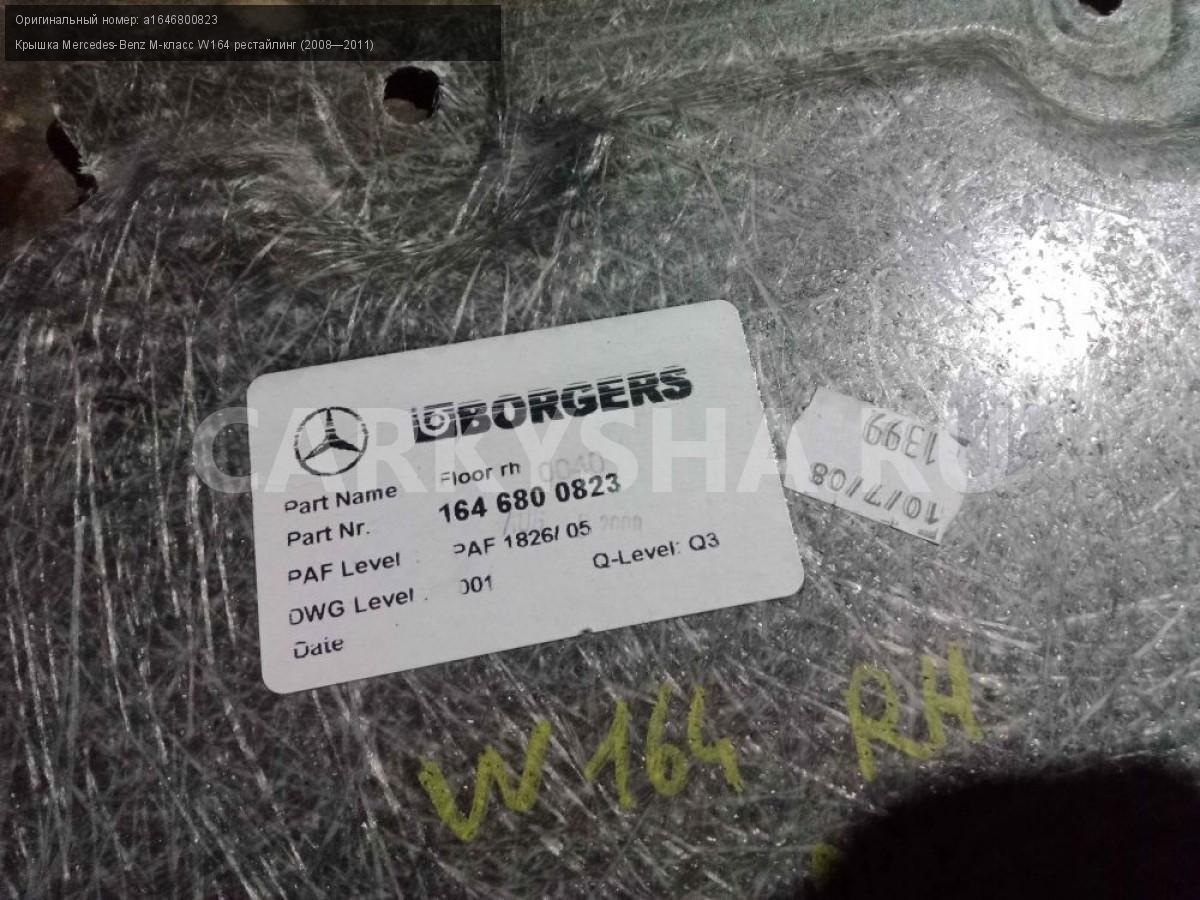 Оригинальный номер: a1646800823
Крышка Mercedes-Benz M-класс W164 рестайлинг (2008—2011)
BORGERS
Part Name Floor rh
Part Nr. 164 680 0823
PAF Level : PAF 1826/ 05
DWG Level : 001 Q-Level: Q3
Date
1399
10/7/08
CARKYSHA.RU
W164 RH